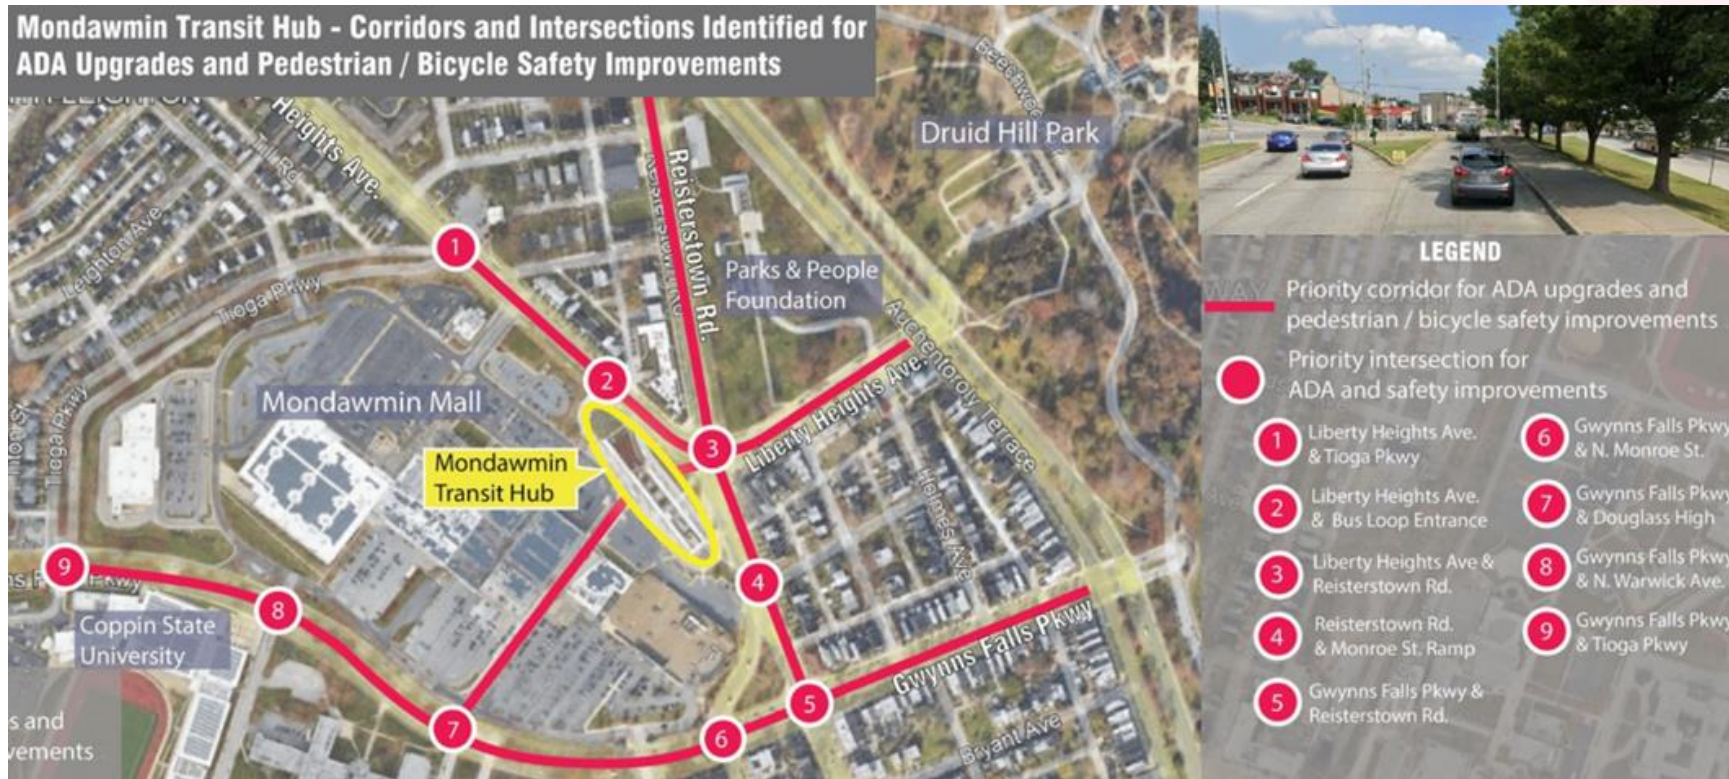 Mondawmin Transit Hub - Corridors and Intersections Identified for
ADA Upgrades and Pedestrian / Bicycle Safety Improvements
Heights Ave.
Leighton Ave
Tioga Pkwy
Tioga Pkwy
Reisterstown Rd.
Beechwo
Druid Hill Park
Parks & People
Foundation
Auchentoroly Terrace
Liberty Heights Ave.
Holmes Ave
Mondawmin Mall
Mondawmin
Transit Hub
Coppin State
University
Pkwy
Gwynns Falls Pkwy
Bryant Ave
s and
vements
1
2
3
4
5
6
7
8
9
LEGEND
Priority corridor for ADA upgrades and
pedestrian / bicycle safety improvements
Priority intersection for
ADA and safety improvements
1 Liberty Heights Ave.
& Tioga Pkwy
2 Liberty Heights Ave.
& Bus Loop Entrance
3 Liberty Heights Ave &
Reisterstown Rd.
4 Reisterstown Rd.
& Monroe St. Ramp
5 Gwynns Falls Pkwy &
Reisterstown Rd.
6 Gwynns Falls Pkwy
& N. Monroe St.
7 Gwynns Falls Pkwy
& Douglass High
8 Gwynns Falls Pkwy
& N. Warwick Ave.
9 Gwynns Falls Pkwy
& Tioga Pkwy